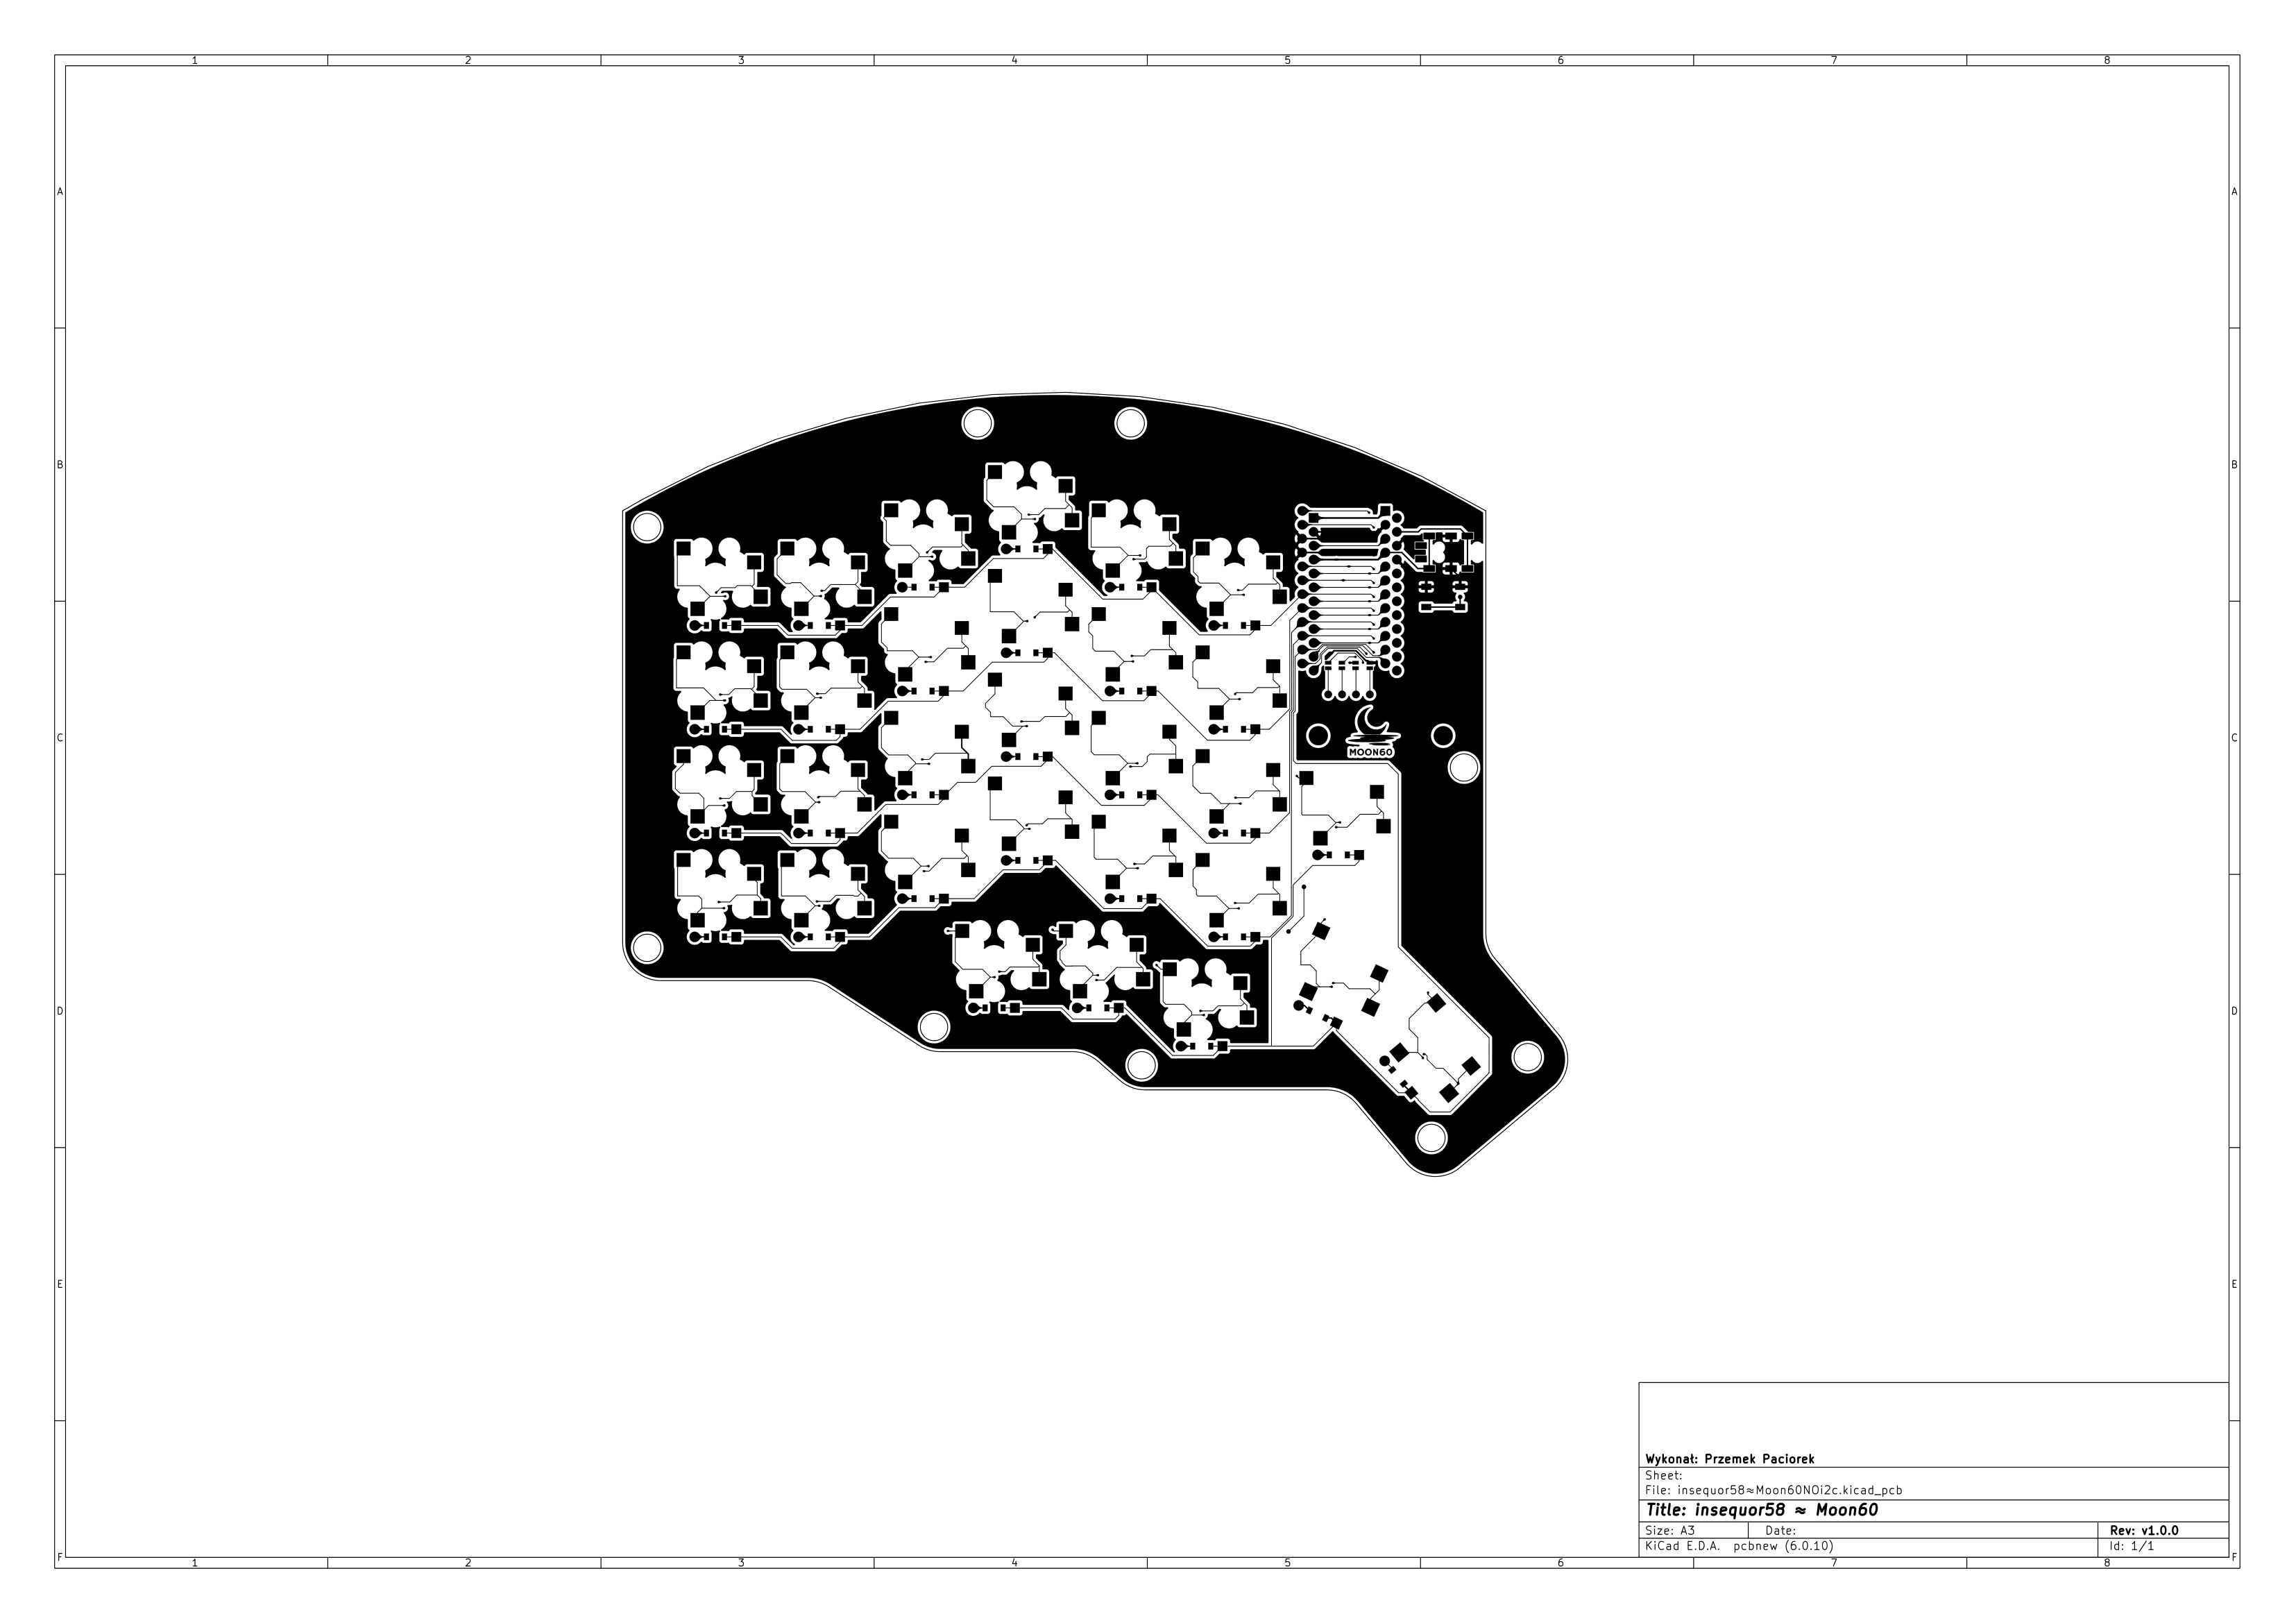 1 2 3 4 5 6 7 8
A A
B B
MOON60
C C
D D
E E
Wykonał: Przemek Paciorek
Sheet:
File: insequor58≈Moon60NOi2c.kicad_pcb
Title: insequor58 ≈ Moon60
Size: A3 Date: Rev: v1.0.0
KiCad E.D.A. pcbnew (6.0.10) Id: 1/1
F F
1 2 3 4 5 6 7 8